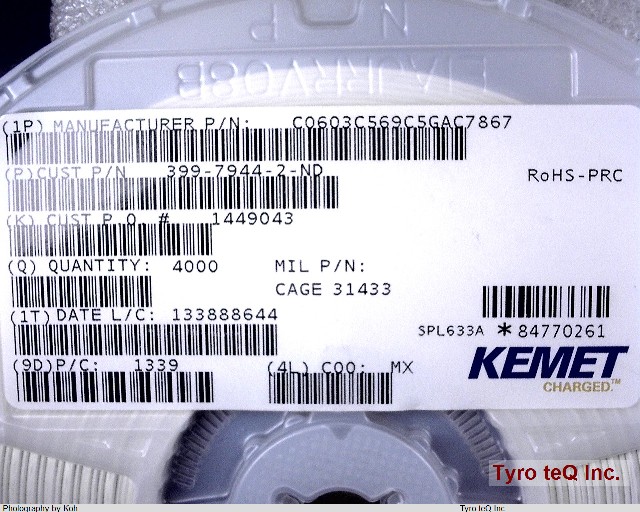 (1P) MANUFACTURER P/N: C0603C569C5GAC7867
(P)CUST P/N 399-7944-2-ND
RoHS-PRC
(K) CUST P O # 1449043
(Q) QUANTITY: 4000
MIL P/N:
CAGE 31433
(1T) DATE L/C: 133888644
SPL633A *84770261
(9D)P/C: 1339
(4L) COO: MX
KEMET
CHARGED.™
Tyro teQ Inc.
Photography by Koh
Tyro teQ Inc